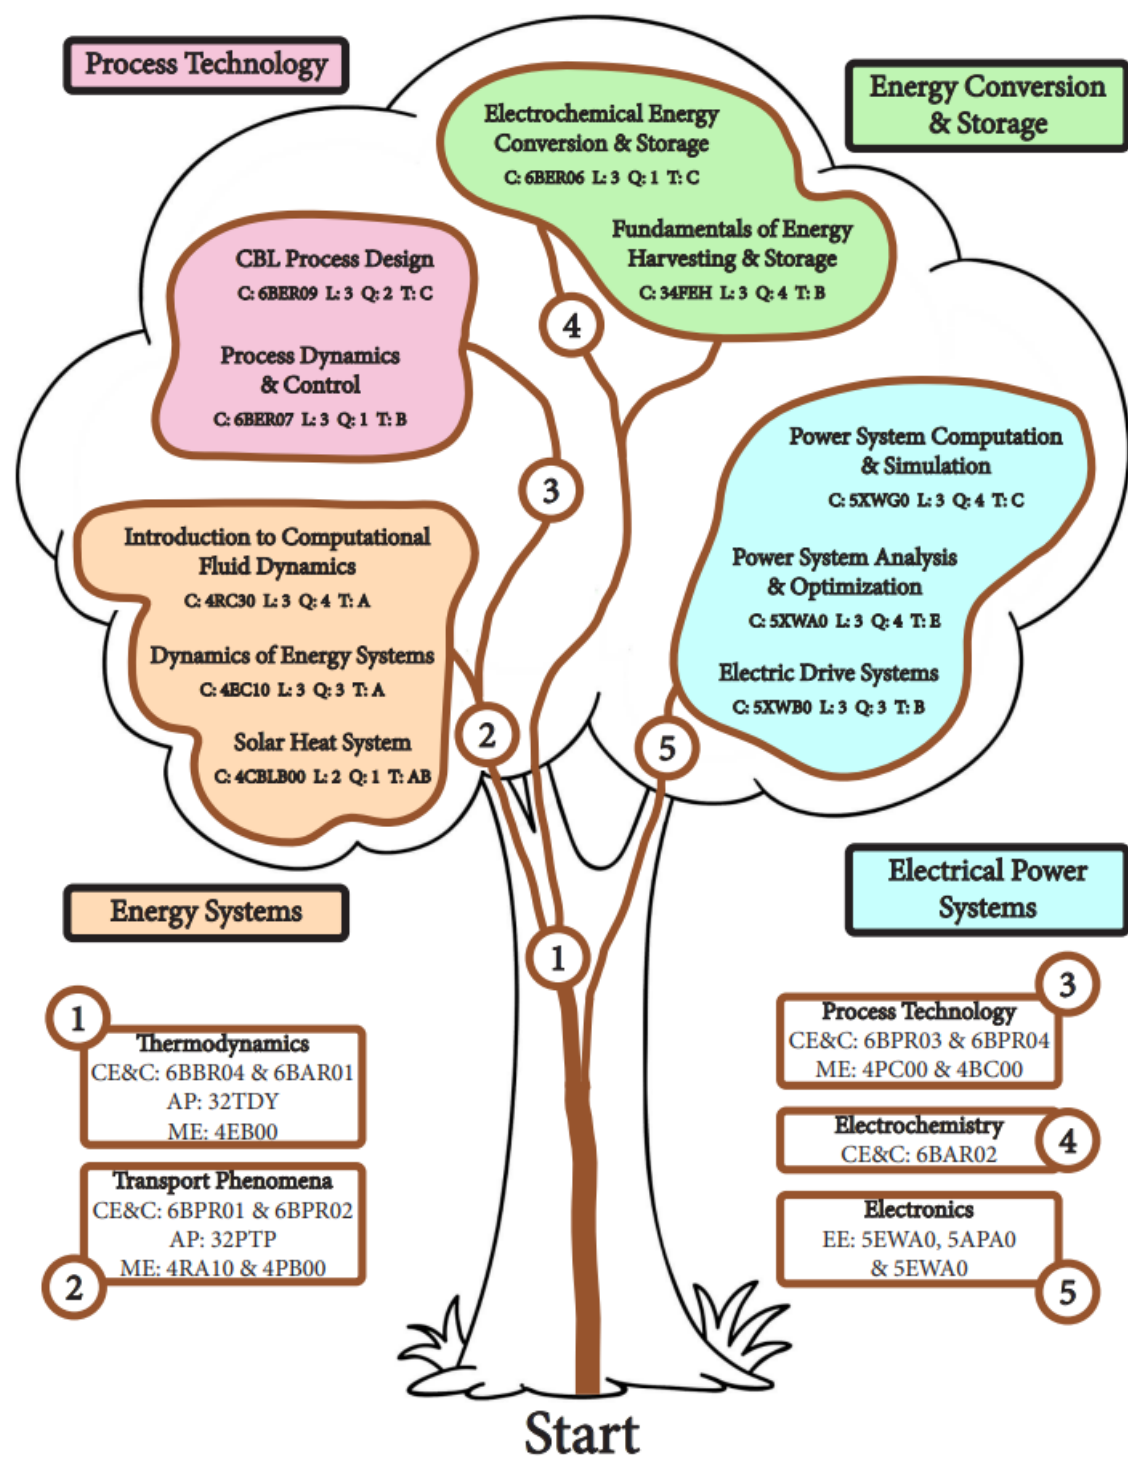 Process Technology
Energy Conversion
& Storage
Electrochemical Energy
Conversion & Storage
C: 6BER06 L: 3 Q: 1 T: C
Fundamentals of Energy
Harvesting & Storage
C: 34FEH L: 3 Q: 4 T: B
CBL Process Design
C: 6BER09 L: 3 Q: 2 T: C
Process Dynamics
& Control
C: 6BER07 L: 3 Q: 1 T: B
4
3
Power System Computation
& Simulation
C: 5XWG0 L: 3 Q: 4 T: C
Power System Analysis
& Optimization
C: 5XWA0 L: 3 Q: 4 T: E
Electric Drive Systems
C: 5XWB0 L: 3 Q: 3 T: B
Introduction to Computational
Fluid Dynamics
C: 4RC30 L: 3 Q: 4 T: A
Dynamics of Energy Systems
C: 4EC10 L: 3 Q: 3 T: A
Solar Heat System
C: 4CBLB00 L: 2 Q: 1 T: AB
2
5
1
Energy Systems
Electrical Power
Systems
1
Thermodynamics
CE&C: 6BBR04 & 6BAR01
AP: 32TDY
ME: 4EB00
Transport Phenomena
CE&C: 6BPR01 & 6BPR02
AP: 32PTP
ME: 4RA10 & 4PB00
2
3
Process Technology
CE&C: 6BPR03 & 6BPR04
ME: 4PC00 & 4BC00
Electrochemistry
CE&C: 6BAR02
4
Electronics
EE: 5EWA0, 5APA0
& 5EWA0
5
Start